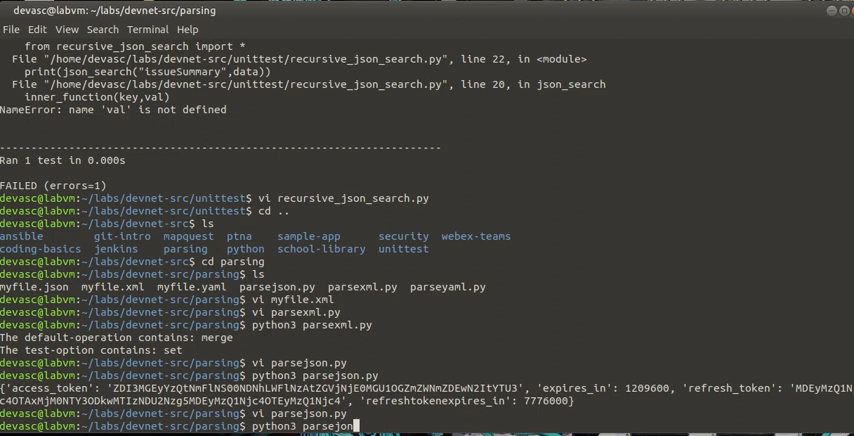 devasc@labvm: ~/labs/devnet-src/parsing
File Edit View Search Terminal Help
from recursive_json_search import *
File "/home/devasc/labs/devnet-src/unittest/recursive_json_search.py", line 22, in <module>
print(json_search("issueSummary",data))
File "/home/devasc/labs/devnet-src/unittest/recursive_json_search.py", line 20, in json_search
inner_function(key,val)
NameError: name 'val' is not defined
----------------------------------------------------------------------
Ran 1 test in 0.000s
FAILED (errors=1)
devasc@labvm:~/labs/devnet-src/unittest$ vi recursive_json_search.py
devasc@labvm:~/labs/devnet-src/unittest$ cd ..
devasc@labvm:~/labs/devnet-src$ ls
ansible git-intro mapquest ptna sample-app security webex-teams
coding-basics jenkins parsing python school-library unittest
devasc@labvm:~/labs/devnet-src$ cd parsing
devasc@labvm:~/labs/devnet-src/parsing$ ls
myfile.json myfile.xml myfile.yaml parsejson.py parsexml.py parseyaml.py
devasc@labvm:~/labs/devnet-src/parsing$ vi myfile.xml
devasc@labvm:~/labs/devnet-src/parsing$ vi parsexml.py
devasc@labvm:~/labs/devnet-src/parsing$ python3 parsexml.py
The default-operation contains: merge
The test-option contains: set
devasc@labvm:~/labs/devnet-src/parsing$ vi parsejson.py
devasc@labvm:~/labs/devnet-src/parsing$ python3 parsejson.py
{'access_token': 'ZDI3MGEyYzQtNmFlNS00NDNhLWFlNzAtZGVjNjE0MGU1OGZmZWNmZDEwN2ItYTU3', 'expires_in': 1209600, 'refresh_token': 'MDEyMzQ1N
jc4OTAxMjM0NTY3ODkwMTIzNDU2Nzg5MDEyMzQ1Njc4OTEyMzQ1Njc4', 'refreshtokenexpires_in': 7776000}
devasc@labvm:~/labs/devnet-src/parsing$ vi parsejson.py
devasc@labvm:~/labs/devnet-src/parsing$ python3 parsejon